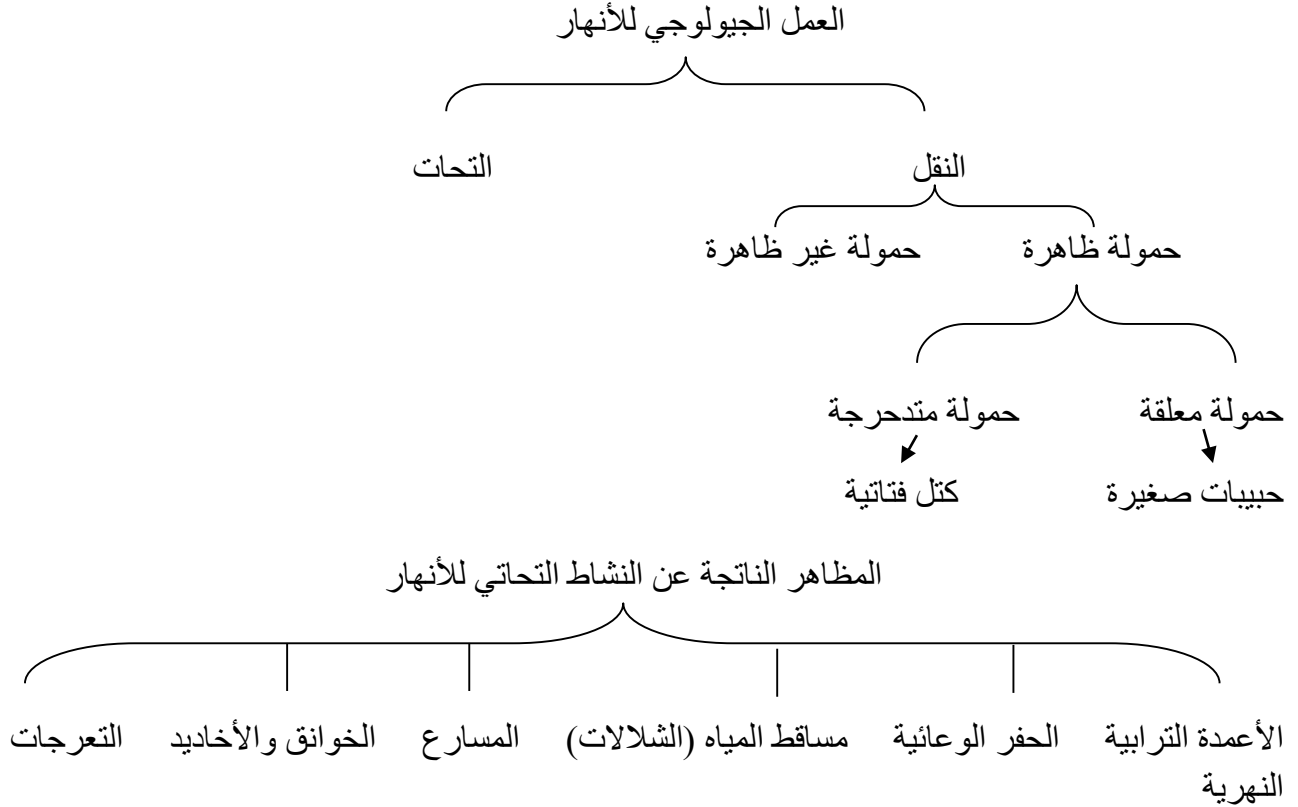 العمل الجيولوجي للأنهار
النقل التحات
حمولة ظاهرة حمولة غير ظاهرة
حمولة معلقة حمولة متدحرجة
حبيبات صغيرة كتل فتاتية
المظاهر الناتجة عن النشاط التحاتي للأنهار
الأعمدة الترابية الحفر الوعائية مساقط المياه (الشلالات) المسارع الخوانق والأخاديد التعرجات
النهرية